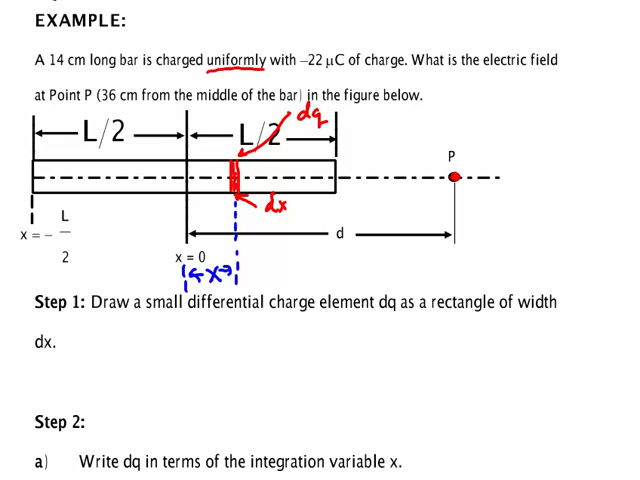 EXAMPLE:
A 14 cm long bar is charged uniformly with −22 μC of charge. What is the electric field
at Point P (36 cm from the middle of the bar) in the figure below.
dq
L/2 L/2
P
dx
L
x = − —
2
d
x = 0
x
Step 1: Draw a small differential charge element dq as a rectangle of width
dx.
Step 2:
a) Write dq in terms of the integration variable x.